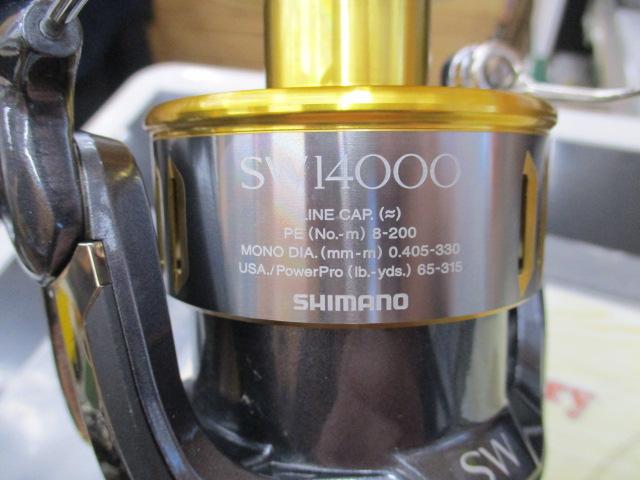 SW14000
LINE CAP. (≈)
PE (No.-m) 8-200
MONO DIA. (mm-m) 0.405-330
USA./PowerPro (lb.-yds.) 65-315
SHIMANO
SW